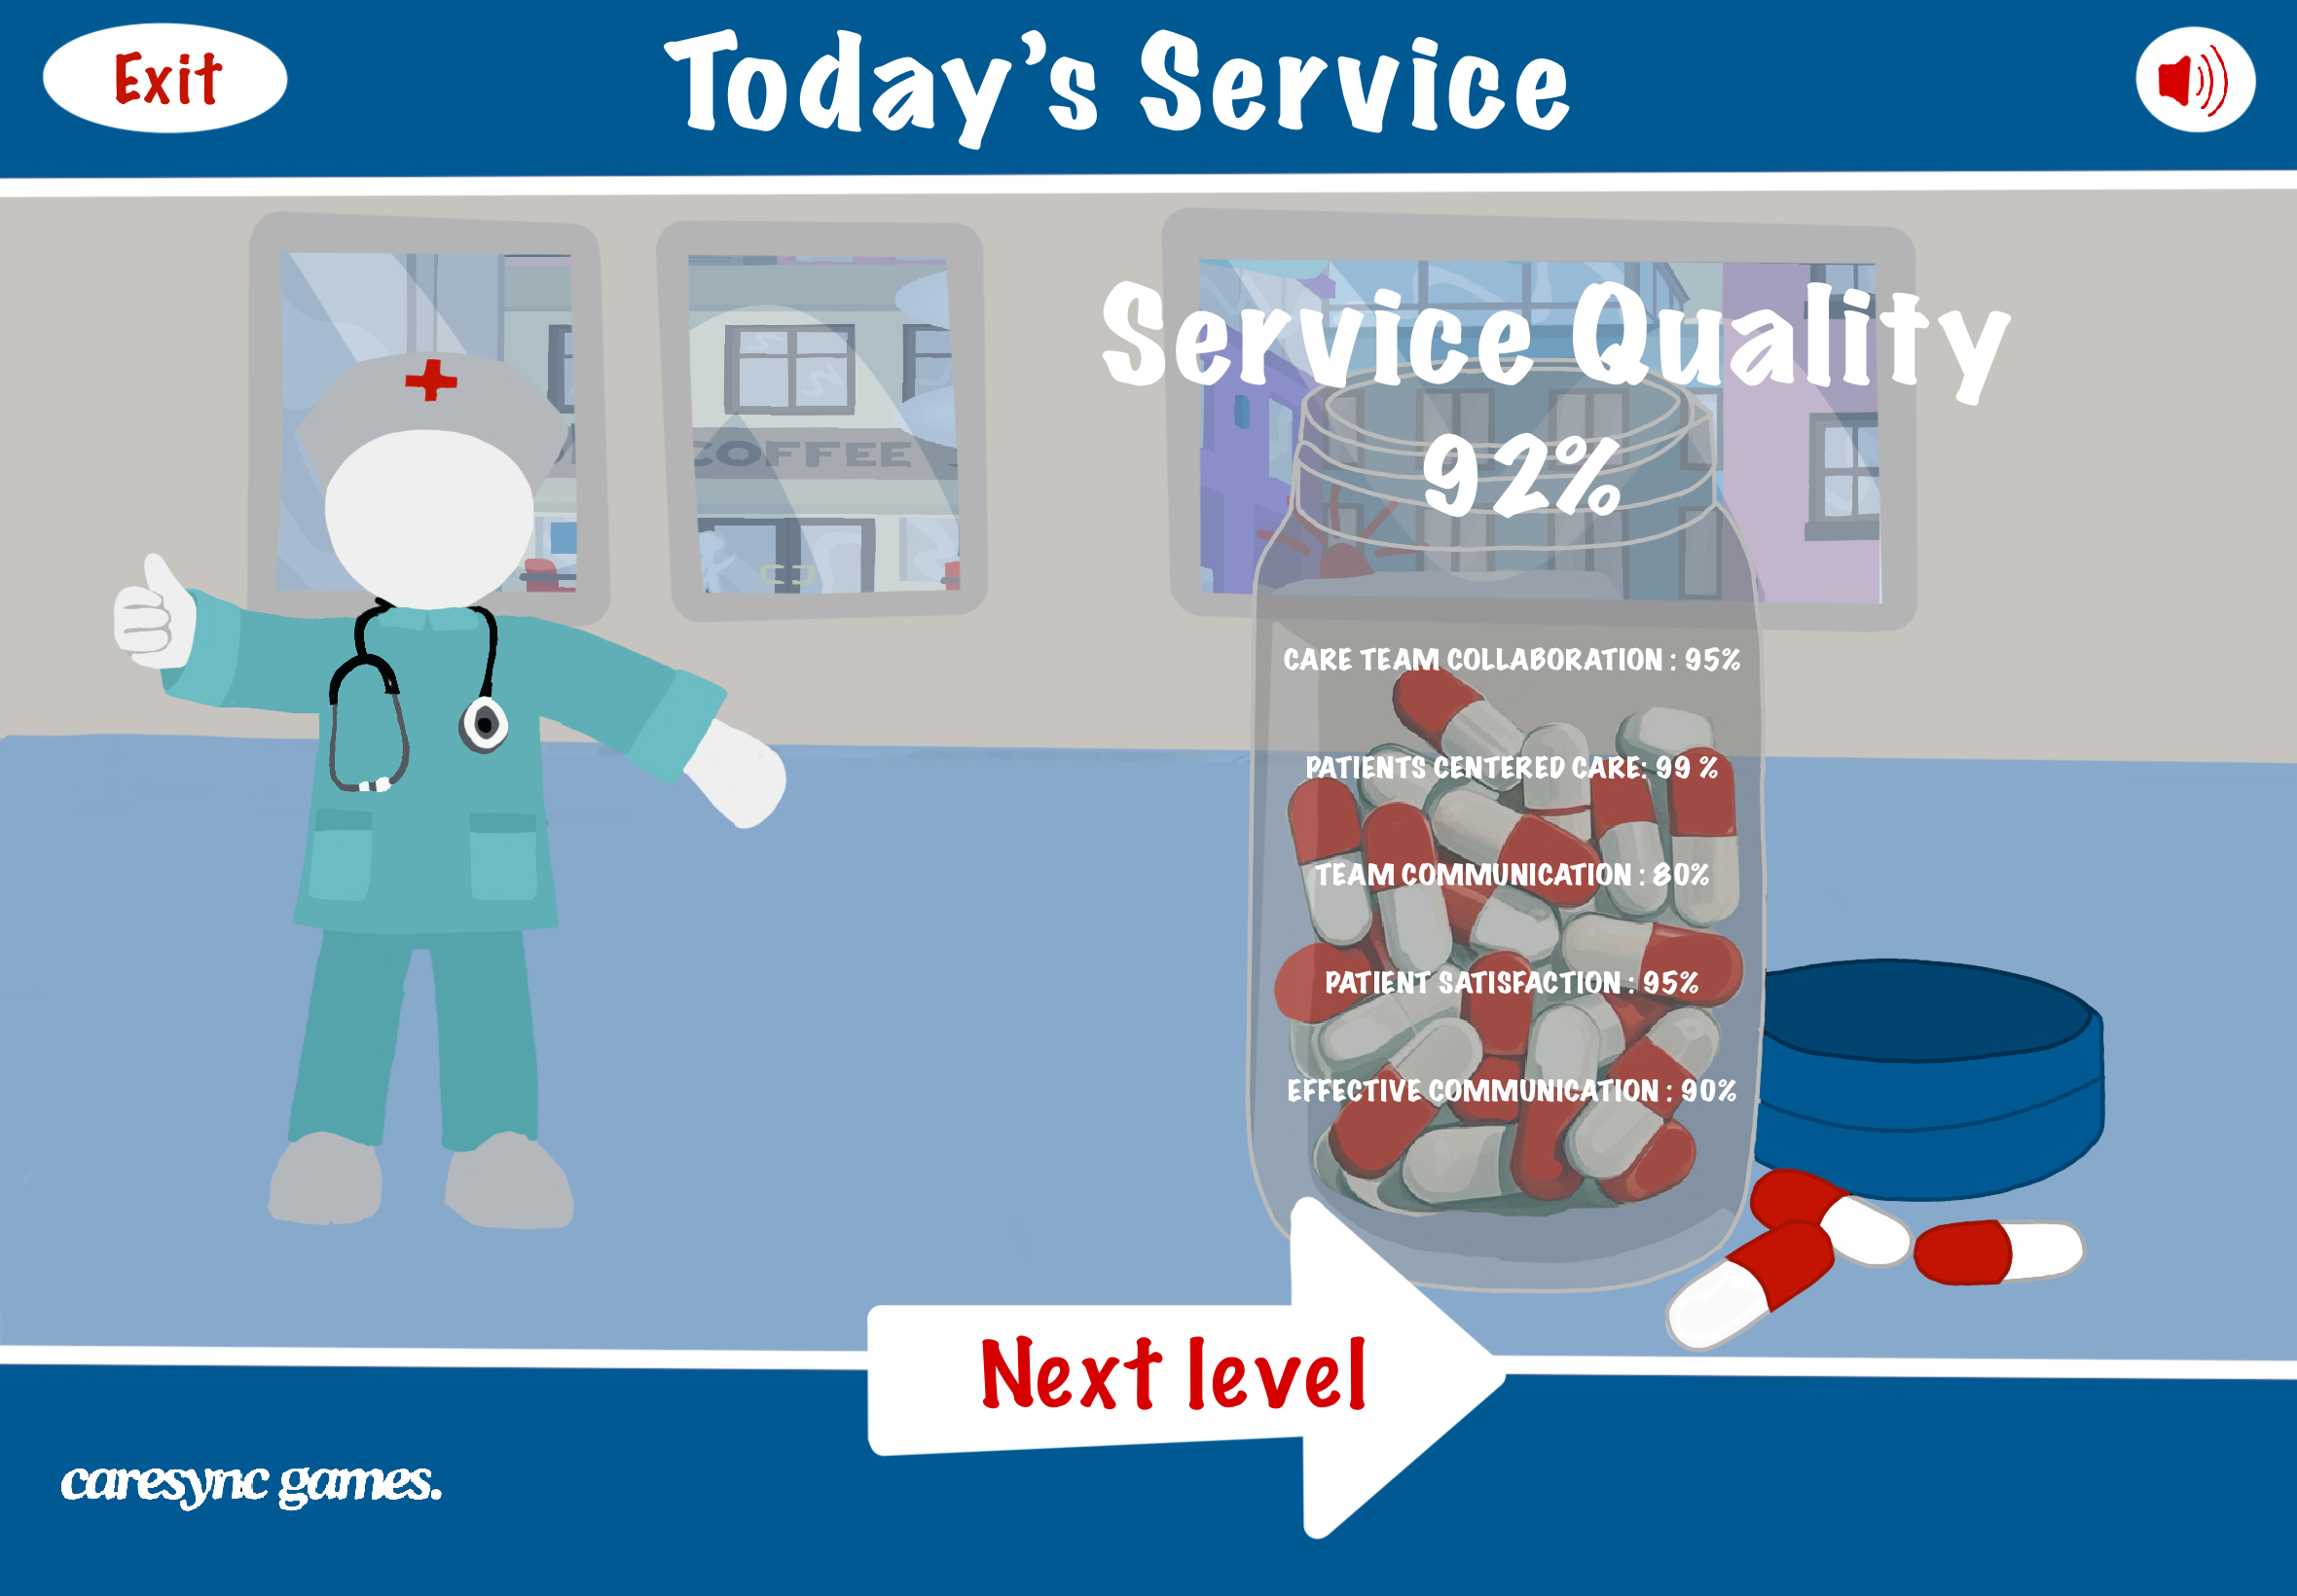 Exit
Today's Service
Service Quality
92%
COFFEE
CARE TEAM COLLABORATION : 95%
PATIENTS CENTERED CARE: 99 %
TEAM COMMUNICATION : 80%
PATIENT SATISFACTION : 95%
EFFECTIVE COMMUNICATION : 90%
Next level
caresync games.